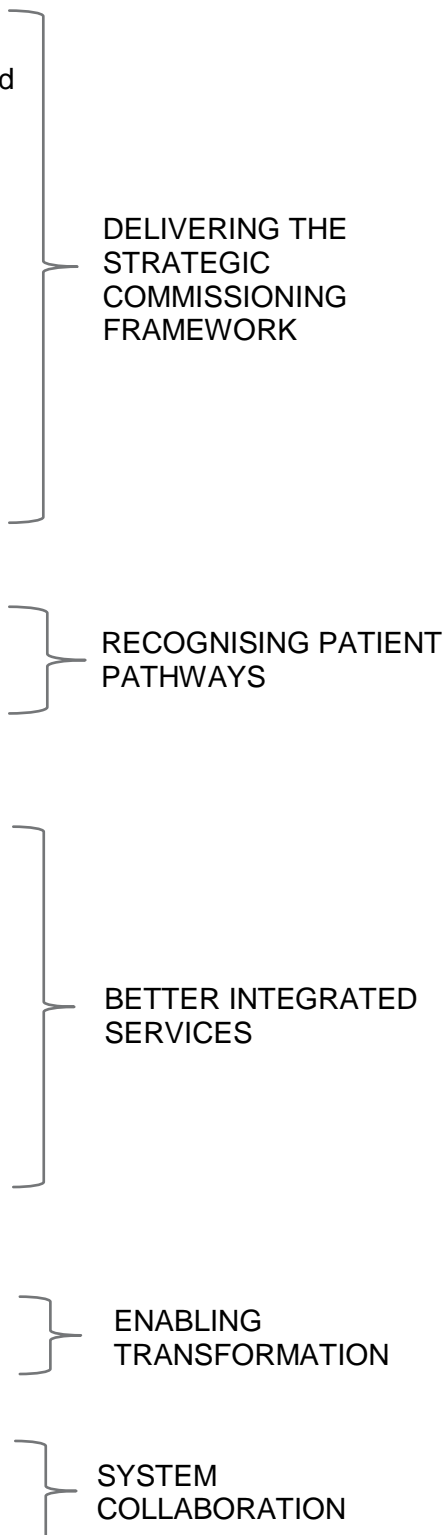 d
DELIVERING THE
STRATEGIC
COMMISSIONING
FRAMEWORK
RECOGNISING PATIENT
PATHWAYS
BETTER INTEGRATED
SERVICES
ENABLING
TRANSFORMATION
SYSTEM
COLLABORATION